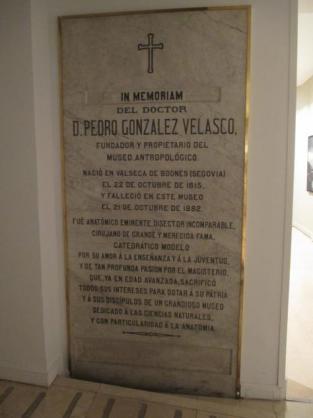 IN MEMORIAM
DEL DOCTOR
D. PEDRO GONZALEZ VELASCO,
FUNDADOR Y PROPIETARIO DEL
MUSEO ANTROPOLÓGICO.
NACIÓ EN VALSECA DE BOONES (SEGOVIA)
EL 22 DE OCTUBRE DE 1815,
Y FALLECIÓ EN ESTE MUSEO
EL 21 DE OCTUBRE DE 1882.
FUÉ ANATÓMICO EMINENTE, DISECTOR INCOMPARABLE,
CIRUJANO DE GRANDE Y MERECIDA FAMA,
CATEDRÁTICO MODELO
POR SU AMOR Á LA ENSEÑANZA Y Á LA JUVENTUD,
Y DE TAN PROFUNDA PASION POR EL MAGISTERIO,
QUE, YA EN EDAD AVANZADA, SACRIFICÓ
TODOS SUS INTERESES PARA DOTAR Á SU PÁTRIA
Y Á SUS DISCÍPULOS DE UN GRANDIOSO MUSEO
DEDICADO Á LAS CIENCIAS NATURALES,
Y CON PARTICULARIDAD Á LA ANATOMÍA.